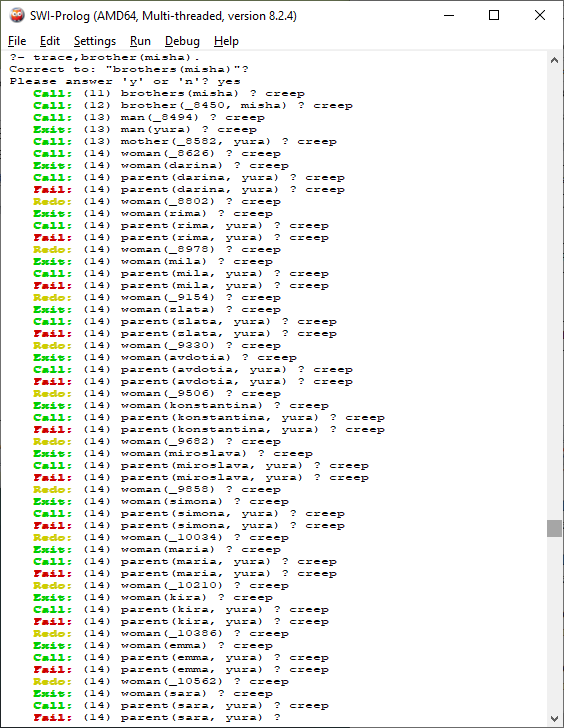 SWI-Prolog (AMD64, Multi-threaded, version 8.2.4)
File Edit Settings Run Debug Help
?- trace,brother(misha).
Correct to: "brothers(misha)"?
Please answer 'y' or 'n'? yes
Call: (11) brothers(misha) ? creep
Call: (12) brother(_8450, misha) ? creep
Call: (13) man(_8494) ? creep
Exit: (13) man(yura) ? creep
Call: (13) mother(_8582, yura) ? creep
Call: (14) woman(_8626) ? creep
Exit: (14) woman(darina) ? creep
Call: (14) parent(darina, yura) ? creep
Fail: (14) parent(darina, yura) ? creep
Redo: (14) woman(_8802) ? creep
Exit: (14) woman(rima) ? creep
Call: (14) parent(rima, yura) ? creep
Fail: (14) parent(rima, yura) ? creep
Redo: (14) woman(_8978) ? creep
Exit: (14) woman(mila) ? creep
Call: (14) parent(mila, yura) ? creep
Fail: (14) parent(mila, yura) ? creep
Redo: (14) woman(_9154) ? creep
Exit: (14) woman(zlata) ? creep
Call: (14) parent(zlata, yura) ? creep
Fail: (14) parent(zlata, yura) ? creep
Redo: (14) woman(_9330) ? creep
Exit: (14) woman(avdotia) ? creep
Call: (14) parent(avdotia, yura) ? creep
Fail: (14) parent(avdotia, yura) ? creep
Redo: (14) woman(_9506) ? creep
Exit: (14) woman(konstantina) ? creep
Call: (14) parent(konstantina, yura) ? creep
Fail: (14) parent(konstantina, yura) ? creep
Redo: (14) woman(_9682) ? creep
Exit: (14) woman(miroslava) ? creep
Call: (14) parent(miroslava, yura) ? creep
Fail: (14) parent(miroslava, yura) ? creep
Redo: (14) woman(_9858) ? creep
Exit: (14) woman(simona) ? creep
Call: (14) parent(simona, yura) ? creep
Fail: (14) parent(simona, yura) ? creep
Redo: (14) woman(_10034) ? creep
Exit: (14) woman(maria) ? creep
Call: (14) parent(maria, yura) ? creep
Fail: (14) parent(maria, yura) ? creep
Redo: (14) woman(_10210) ? creep
Exit: (14) woman(kira) ? creep
Call: (14) parent(kira, yura) ? creep
Fail: (14) parent(kira, yura) ? creep
Redo: (14) woman(_10386) ? creep
Exit: (14) woman(emma) ? creep
Call: (14) parent(emma, yura) ? creep
Fail: (14) parent(emma, yura) ? creep
Redo: (14) woman(_10562) ? creep
Exit: (14) woman(sara) ? creep
Call: (14) parent(sara, yura) ? creep
Fail: (14) parent(sara, yura) ?